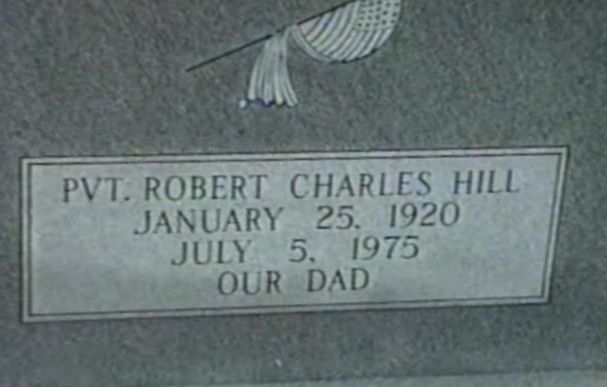 PVT. ROBERT CHARLES HILL
JANUARY 25, 1920
JULY 5, 1975
OUR DAD